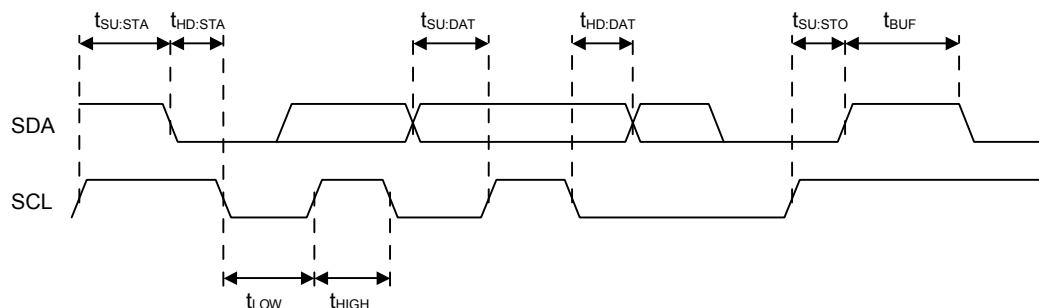 tSU:STA tHD:STA tSU:DAT tHD:DAT tSU:STO tBUF
SDA
SCL
tLOW tHIGH